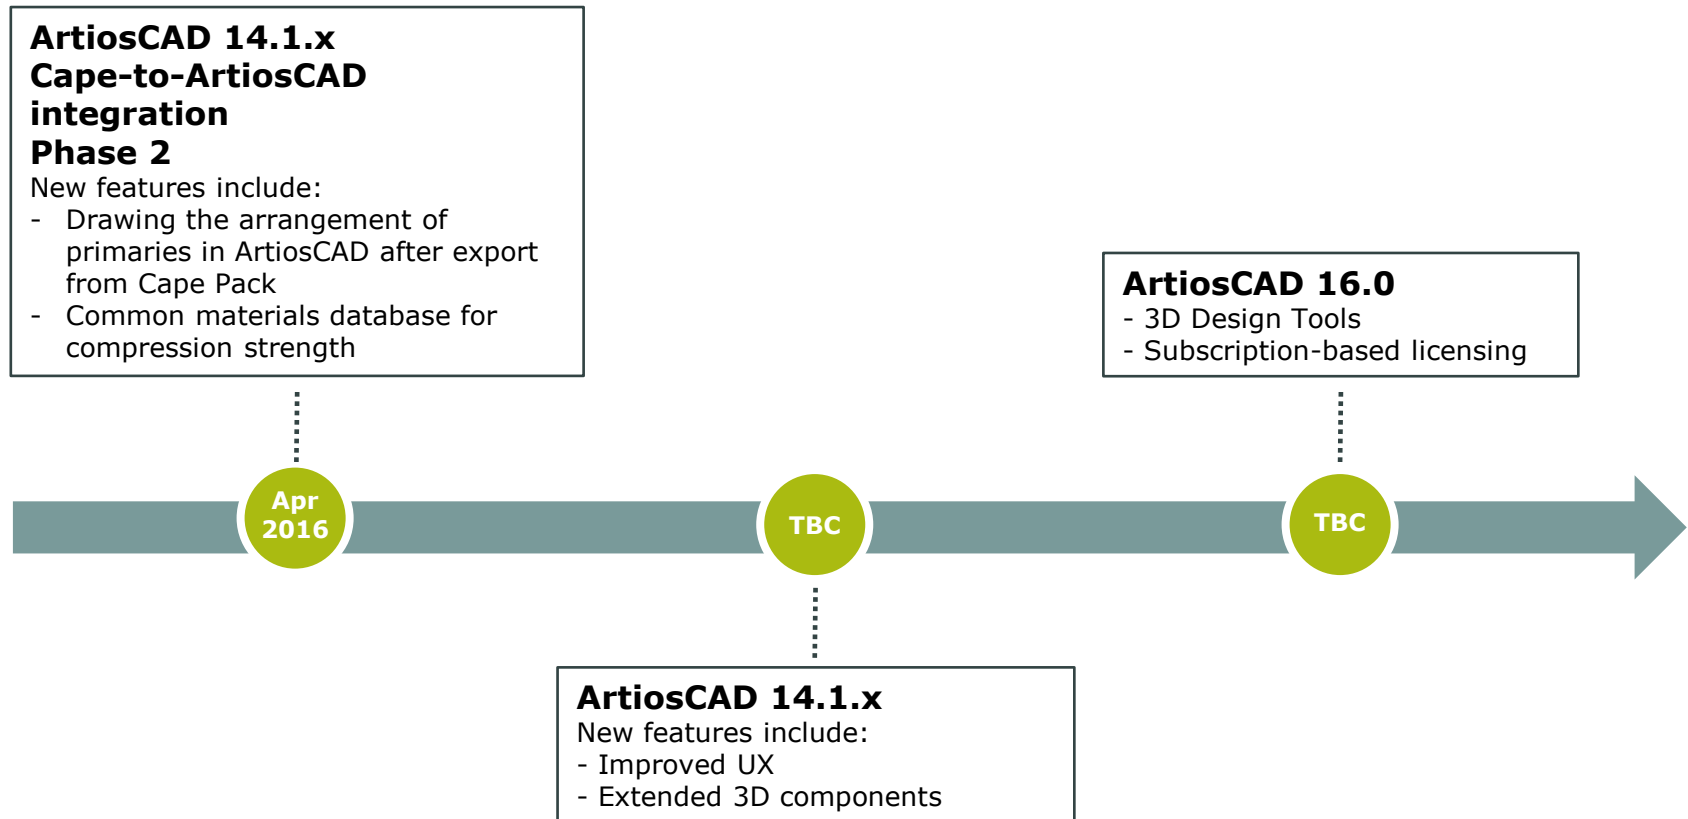 ArtiosCAD 14.1.x
Cape-to-ArtiosCAD
integration
Phase 2
New features include:
- Drawing the arrangement of
primaries in ArtiosCAD after export
from Cape Pack
- Common materials database for
compression strength
ArtiosCAD 16.0
- 3D Design Tools
- Subscription-based licensing
Apr
2016
TBC
TBC
ArtiosCAD 14.1.x
New features include:
- Improved UX
- Extended 3D components